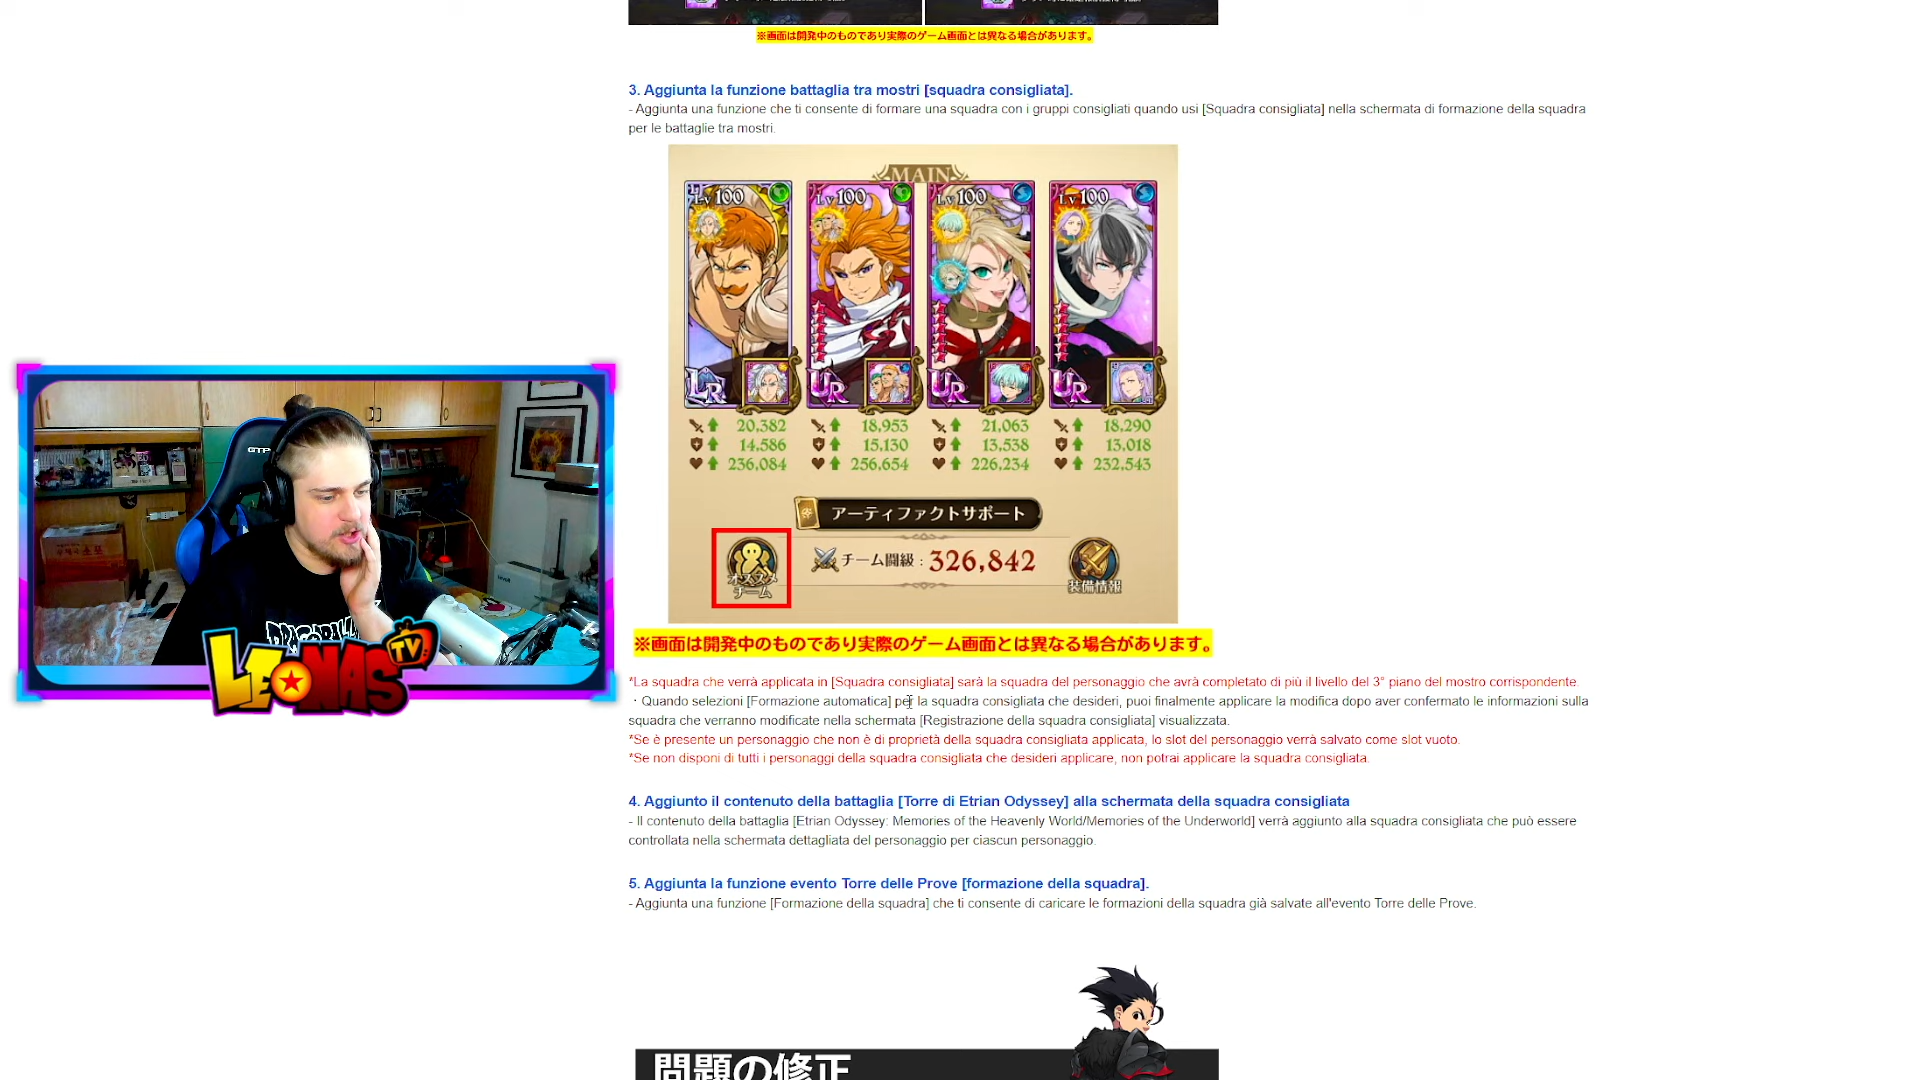 ※画面は開発中のものであり実際のゲーム画面とは異なる場合があります。
3. Aggiunta la funzione battaglia tra mostri [squadra consigliata].
- Aggiunta una funzione che ti consente di formare una squadra con i gruppi consigliati quando usi [Squadra consigliata] nella schermata di formazione della squadra
per le battaglie tra mostri.
MAIN
Lv 100 Lv 100 Lv 100 Lv 100
LR UR UR UR
20,382 18,953 21,063 18,290
14,586 15,130 13,538 13,018
236,084 256,654 226,234 232,543
アーティファクトサポート
オススメ
チーム
チーム闘級 : 326,842
装備情報
※画面は開発中のものであり実際のゲーム画面とは異なる場合があります。
*La squadra che verrà applicata in [Squadra consigliata] sarà la squadra del personaggio che avrà completato di più il livello del 3° piano del mostro corrispondente.
・Quando selezioni [Formazione automatica] per la squadra consigliata che desideri, puoi finalmente applicare la modifica dopo aver confermato le informazioni sulla
squadra che verranno modificate nella schermata [Registrazione della squadra consigliata] visualizzata.
*Se è presente un personaggio che non è di proprietà della squadra consigliata applicata, lo slot del personaggio verrà salvato come slot vuoto.
*Se non disponi di tutti i personaggi della squadra consigliata che desideri applicare, non potrai applicare la squadra consigliata.
4. Aggiunto il contenuto della battaglia [Torre di Etrian Odyssey] alla schermata della squadra consigliata
- Il contenuto della battaglia [Etrian Odyssey: Memories of the Heavenly World/Memories of the Underworld] verrà aggiunto alla squadra consigliata che può essere
controllata nella schermata dettagliata del personaggio per ciascun personaggio.
5. Aggiunta la funzione evento Torre delle Prove [formazione della squadra].
- Aggiunta una funzione [Formazione della squadra] che ti consente di caricare le formazioni della squadra già salvate all'evento Torre delle Prove.
問題の修正
GTPL
DRAGONBALL
LEONAS TV